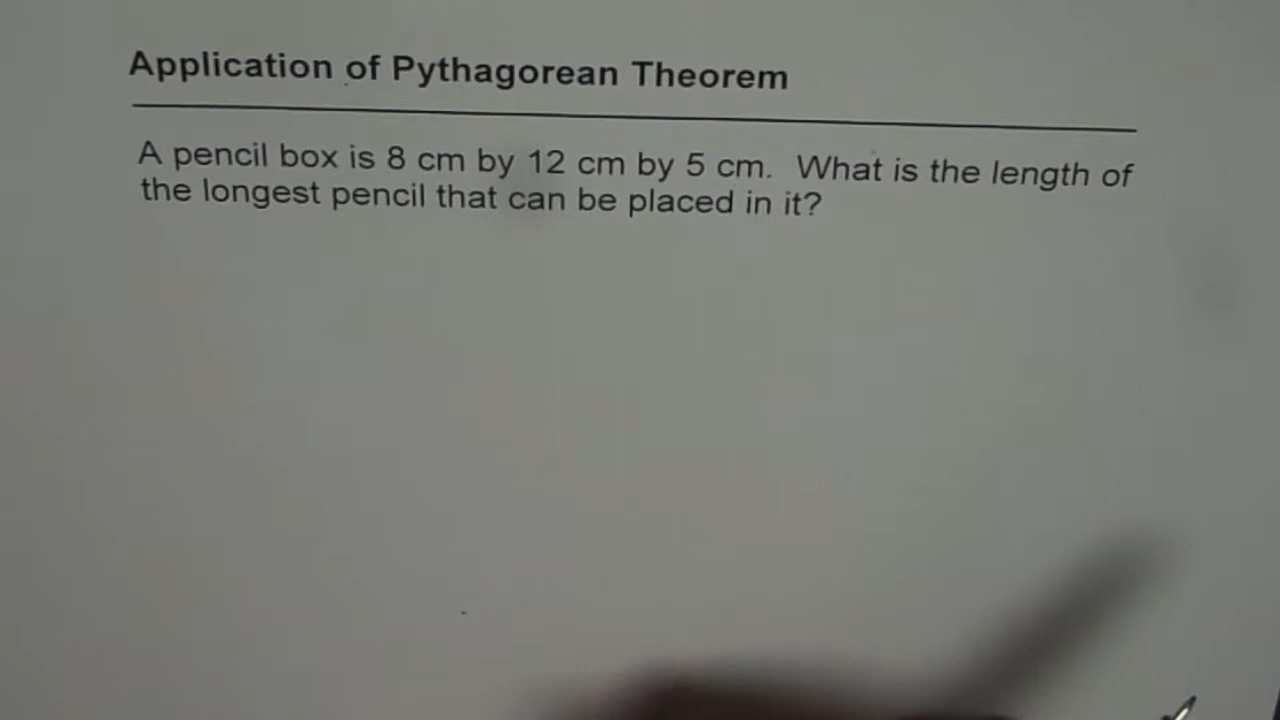 Application of Pythagorean Theorem
A pencil box is 8 cm by 12 cm by 5 cm. What is the length of
the longest pencil that can be placed in it?